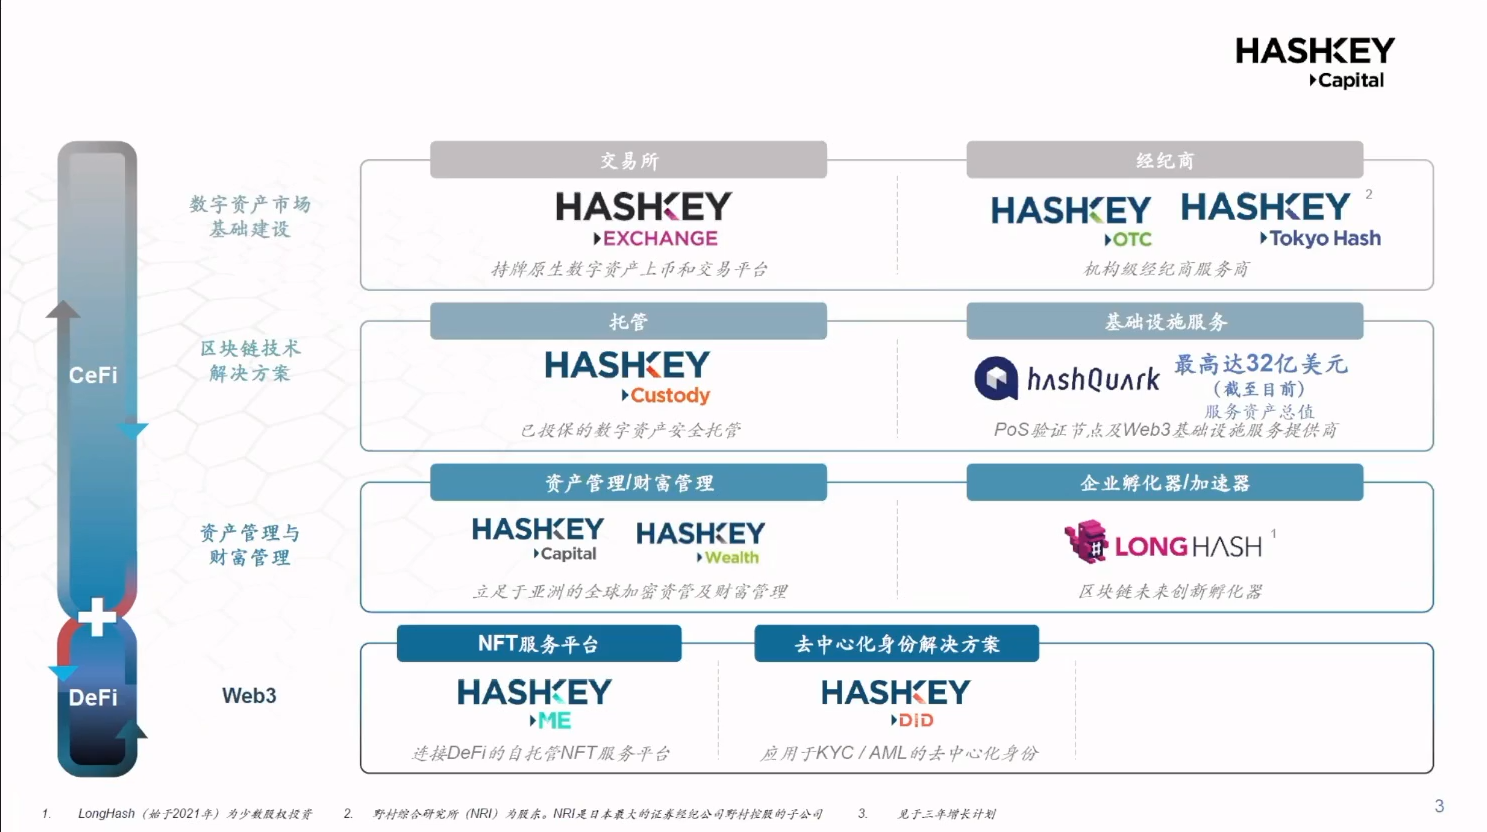 HASHKEY
Capital
CeFi
DeFi
数字资产市场
基础建设
交易所
HASHKEY
EXCHANGE
持牌原生数字资产上币和交易平台
经纪商
HASHKEY
OTC
HASHKEY 2
Tokyo Hash
机构级经纪商服务商
区块链技术
解决方案
托管
HASHKEY
Custody
已投保的数字资产安全托管
基础设施服务
hashQuark
最高达32亿美元
（截至目前）
服务资产总值
PoS验证节点及Web3基础设施服务提供商
资产管理与
财富管理
资产管理/财富管理
HASHKEY
Capital
HASHKEY
Wealth
立足于亚洲的全球加密资管及财富管理
企业孵化器/加速器
LONGHASH 1
区块链未来创新孵化器
Web3
NFT服务平台
HASHKEY
ME
连接DeFi的自托管NFT服务平台
去中心化身份解决方案
HASHKEY
DID
应用于KYC / AML的去中心化身份
1. LongHash（始于2021年）为少数股权投资 2. 野村综合研究所（NRI）为股东。NRI是日本最大的证券经纪公司野村控股的子公司 3. 见于三年增长计划
3